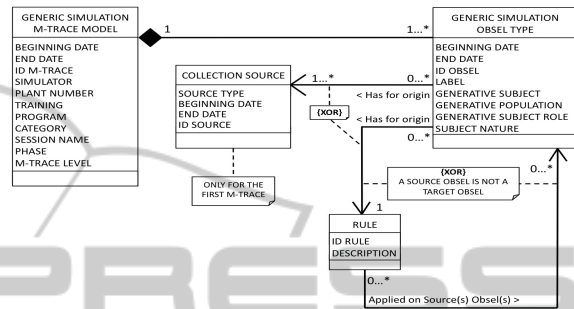 GENERIC SIMULATION
M-TRACE MODEL
BEGINNING DATE
END DATE
ID M-TRACE
SIMULATOR
PLANT NUMBER
TRAINING
PROGRAM
CATEGORY
SESSION NAME
PHASE
M-TRACE LEVEL
1
1...*
GENERIC SIMULATION
OBSEL TYPE
BEGINNING DATE
END DATE
ID OBSEL
LABEL
GENERATIVE SUBJECT
GENERATIVE POPULATION
GENERATIVE SUBJECT ROLE
SUBJECT NATURE
COLLECTION SOURCE
SOURCE TYPE
BEGINNING DATE
END DATE
ID SOURCE
1...*
0...*
< Has for origin
{XOR}
< Has for origin
0...*
ONLY FOR THE
FIRST M-TRACE
{XOR}
A SOURCE OBSEL IS NOT A
TARGET OBSEL
0...*
1
RULE
ID RULE
DESCRIPTION
0...*
Applied on Source(s) Obsel(s) >
PRESS